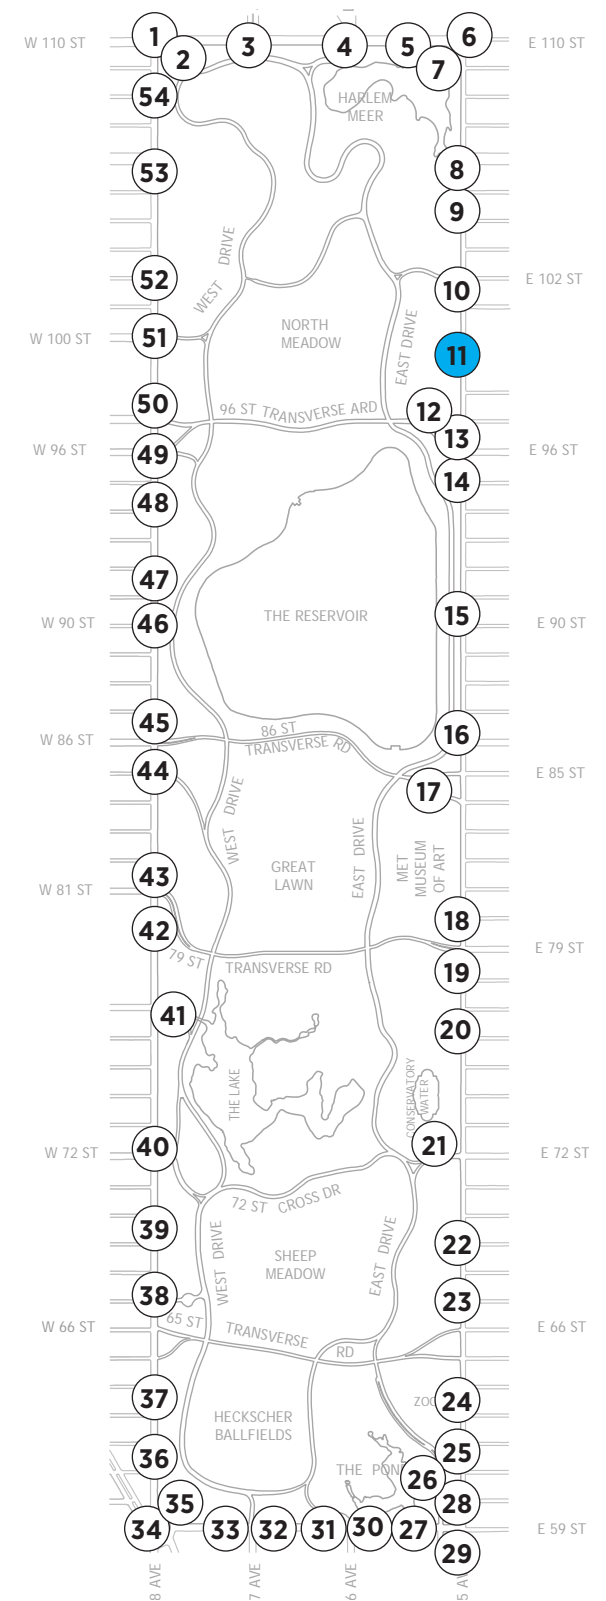 1
2
3
4
5
6
W 110 ST
E 110 ST
7
54
HARLEM
MEER
53
8
9
WEST DRIVE
52
10
E 102 ST
W 100 ST
51
NORTH
MEADOW
EAST DRIVE
11
50
96 ST TRANSVERSE ARD
12
13
W 96 ST
49
E 96 ST
14
48
47
W 90 ST
46
THE RESERVOIR
15
E 90 ST
45
86 ST
TRANSVERSE RD
16
W 86 ST
44
E 85 ST
17
WEST DRIVE
EAST DRIVE
MET
MUSEUM
OF ART
GREAT
LAWN
43
W 81 ST
42
18
79 ST
TRANSVERSE RD
E 79 ST
19
41
20
THE LAKE
CONSERVATORY
WATER
21
W 72 ST
40
E 72 ST
72 ST CROSS DR
39
WEST DRIVE
SHEEP
MEADOW
EAST DRIVE
22
38
23
W 66 ST
65 ST
TRANSVERSE
RD
E 66 ST
37
HECKSCHER
BALLFIELDS
ZOO
24
36
25
THE PON
26
35
28
34
33
32
31
30
27
E 59 ST
29
8 AVE
7 AVE
6 AVE
5 AV